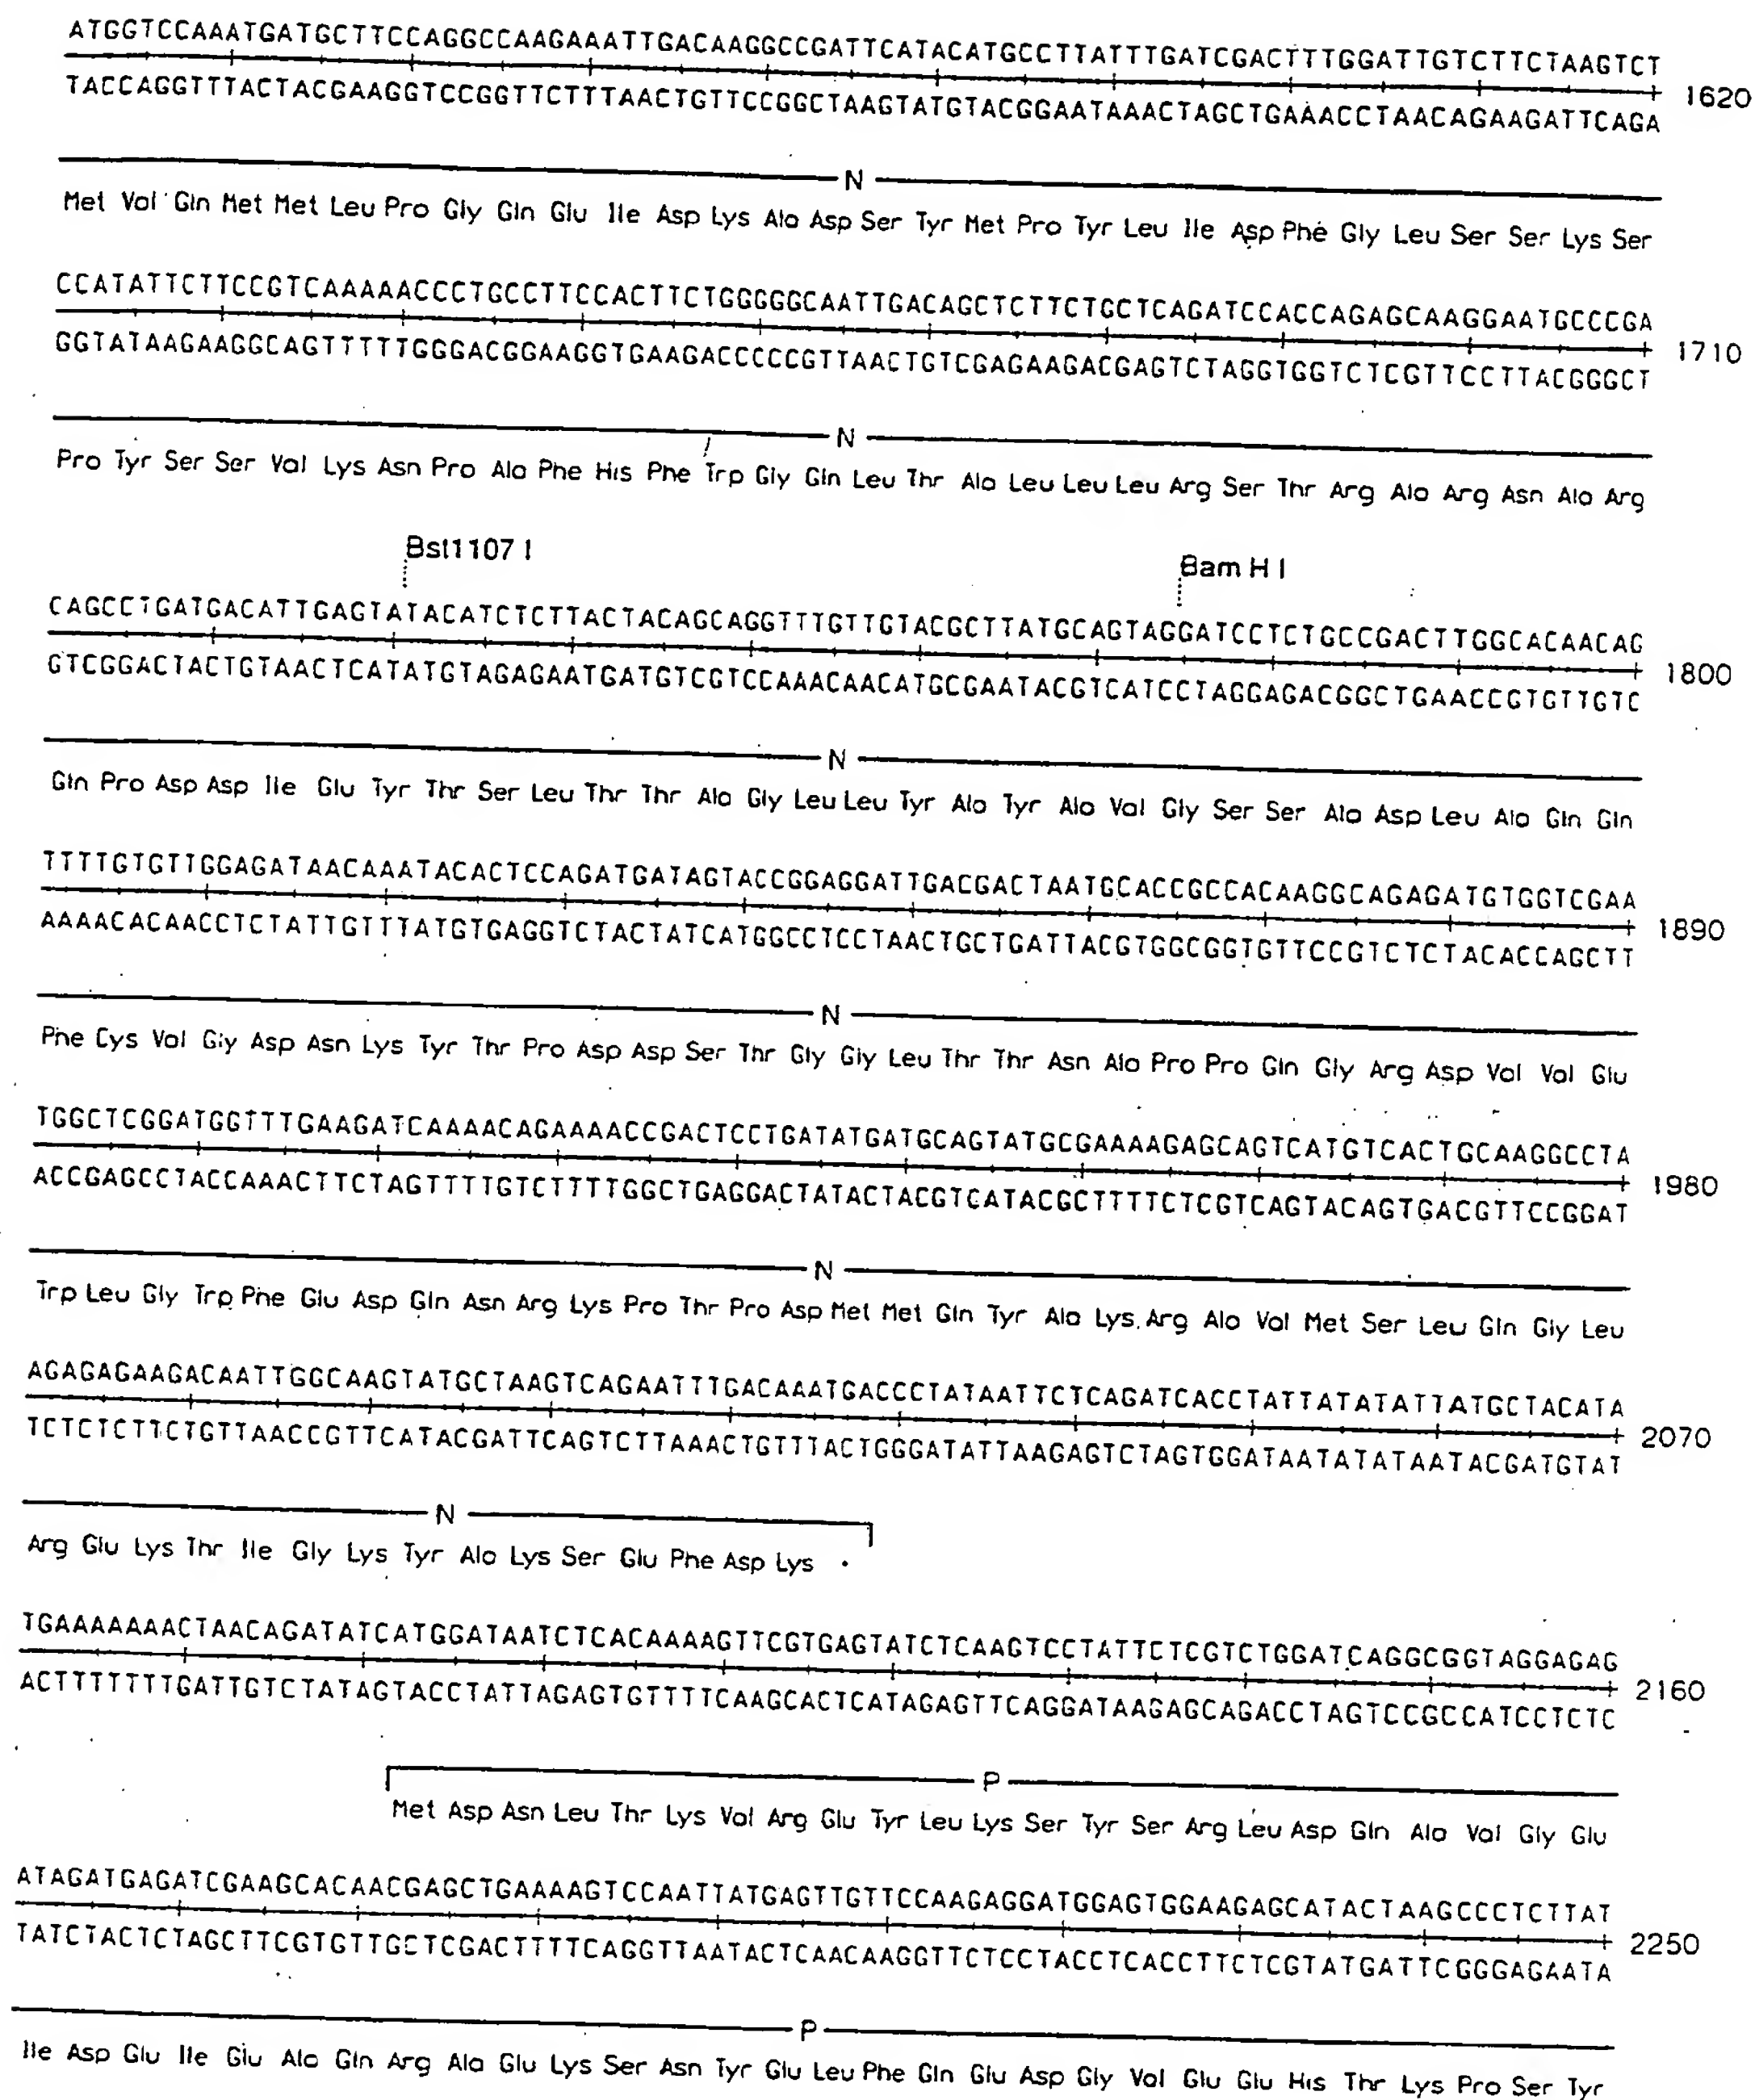 ATGGTCCAAATGATGCTTCCAGGCCAAGAAATTGACAAGGCCGATTCATACATGCCTTATTTGATCGACTTTGGATTGTCTTCTAAGTCT
1620
TACCAGGTTTACTACGAAGGTCCGGTTCTTTAACTGTTCCGGCTAAGTATGTACGGAATAAACTAGCTGAAACCTAACAGAAGATTCAGA
N
Met Val Gln Met Met Leu Pro Gly Gln Glu Ile Asp Lys Ala Asp Ser Tyr Met Pro Tyr Leu Ile Asp Phe Gly Leu Ser Ser Lys Ser
CCATATTCTTCCGTCAAAAACCCTGCCTTCCACTTCTGGGGGCAATTGACAGCTCTTCTGCTCAGATCCACCAGAGCAAGGAATGCCCGA
1710
GGTATAAGAAGGCAGTTTTTGGGACGGAAGGTGAAGACCCCCGTTAACTGTCGAGAAGACGAGTCTAGGTGGTCTCGTTCCTTACGGGCT
N
Pro Tyr Ser Ser Val Lys Asn Pro Ala Phe His Phe Trp Gly Gln Leu Thr Ala Leu Leu Leu Arg Ser Thr Arg Ala Arg Asn Ala Arg
Bst1107 I
Bam H I
CAGCCTGATGACATTGAGTATACATCTCTTACTACAGCAGGTTTGTTGTACGCTTATGCAGTAGGATCCTCTGCCGACTTGGCACAACAG
1800
GTCGGACTACTGTAACTCATATGTAGAGAATGATGTCGTCCAAACAACATGCGAATACGTCATCCTAGGAGACGGCTGAACCGTGTTGTC
N
Gln Pro Asp Asp Ile Glu Tyr Thr Ser Leu Thr Thr Ala Gly Leu Leu Tyr Ala Tyr Ala Val Gly Ser Ser Ala Asp Leu Ala Gln Gln
TTTTGTGTTGGAGATAACAAATACACTCCAGATGATAGTACCGGAGGATTGACGACTAATGCACCGCCACAAGGCAGAGATGTGGTCGAA
1890
AAAACACAACCTCTATTGTTTATGTGAGGTCTACTATCATGGCCTCCTAACTGCTGATTACGTGGCGGTGTTCCGTCTCTACACCAGCTT
N
Phe Cys Val Gly Asp Asn Lys Tyr Thr Pro Asp Asp Ser Thr Gly Gly Leu Thr Thr Asn Ala Pro Pro Gln Gly Arg Asp Val Val Glu
TGGCTCGGATGGTTTGAAGATCAAAACAGAAAACCGACTCCTGATATGATGCAGTATGCGAAAAGAGCAGTCATGTCACTGCAAGGCCTA
1980
ACCGAGCCTACCAAACTTCTAGTTTTGTCTTTTGGCTGAGGACTATACTACGTCATACGCTTTTCTCGTCAGTACAGTGACGTTCCGGAT
N
Trp Leu Gly Trp Phe Glu Asp Gln Asn Arg Lys Pro Thr Pro Asp Met Met Gln Tyr Ala Lys Arg Ala Val Met Ser Leu Gln Gly Leu
AGAGAGAAGACAATTGGCAAGTATGCTAAGTCAGAATTTGACAAATGACCCTATAATTCTCAGATCACCTATTATATATTATGCTACATA
2070
TCTCTCTTCTGTTAACCGTTCATACGATTCAGTCTTAAACTGTTTACTGGGATATTAAGAGTCTAGTGGATAATATATAATACGATGTAT
N
Arg Glu Lys Thr Ile Gly Lys Tyr Ala Lys Ser Glu Phe Asp Lys .
TGAAAAAAACTAACAGATATCATGGATAATCTCACAAAAGTTCGTGAGTATCTCAAGTCCTATTCTCGTCTGGATCAGGCGGTAGGAGAG
2160
ACTTTTTTTGATTGTCTATAGTACCTATTAGAGTGTTTTCAAGCACTCATAGAGTTCAGGATAAGAGCAGACCTAGTCCGCCATCCTCTC
P
Met Asp Asn Leu Thr Lys Val Arg Glu Tyr Leu Lys Ser Tyr Ser Arg Leu Asp Gln Ala Val Gly Glu
ATAGATGAGATCGAAGCACAACGAGCTGAAAAGTCCAATTATGAGTTGTTCCAAGAGGATGGAGTGGAAGAGCATACTAAGCCCTCTTAT
2250
TATCTACTCTAGCTTCGTGTTGCTCGACTTTTCAGGTTAATACTCAACAAGGTTCTCCTACCTCACCTTCTCGTATGATTCGGGAGAATA
P
Ile Asp Glu Ile Glu Ala Gln Arg Ala Glu Lys Ser Asn Tyr Glu Leu Phe Gln Glu Asp Gly Val Glu Glu His Thr Lys Pro Ser Tyr